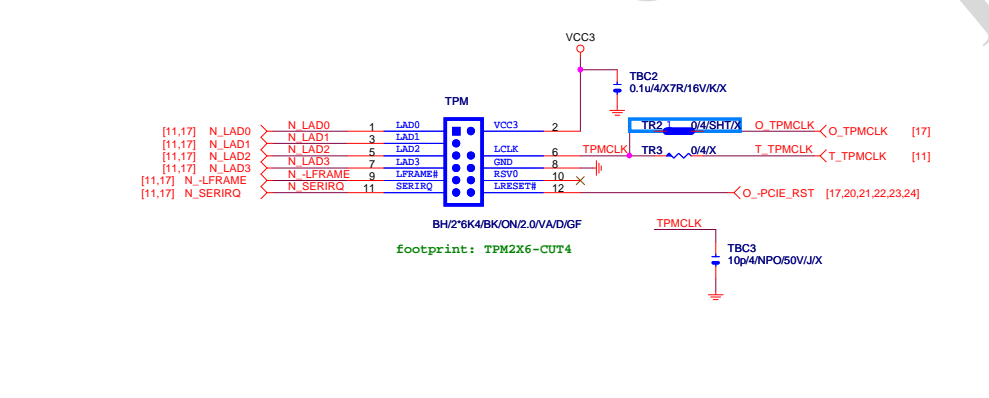 VCC3
TBC2
0.1u/4/X7R/16V/K/X
TPM
[11,17] N_LAD0 N_LAD0 1 LAD0 VCC3 2 TR2 1 0/4/SHT/X O_TPMCLK O_TPMCLK [17]
[11,17] N_LAD1 N_LAD1 3 LAD1
[11,17] N_LAD2 N_LAD2 5 LAD2 LCLK 6 TPMCLK TR3 0/4/X T_TPMCLK T_TPMCLK [11]
[11,17] N_LAD3 N_LAD3 7 LAD3 GND 8
[11,17] N_-LFRAME N_-LFRAME 9 LFRAME# RSV0 10
[11,17] N_SERIRQ N_SERIRQ 11 SERIRQ LRESET# 12 O_-PCIE_RST [17,20,21,22,23,24]
BH/2*6K4/BK/ON/2.0/VA/D/GF
footprint: TPM2X6-CUT4
TPMCLK
TBC3
10p/4/NPO/50V/J/X